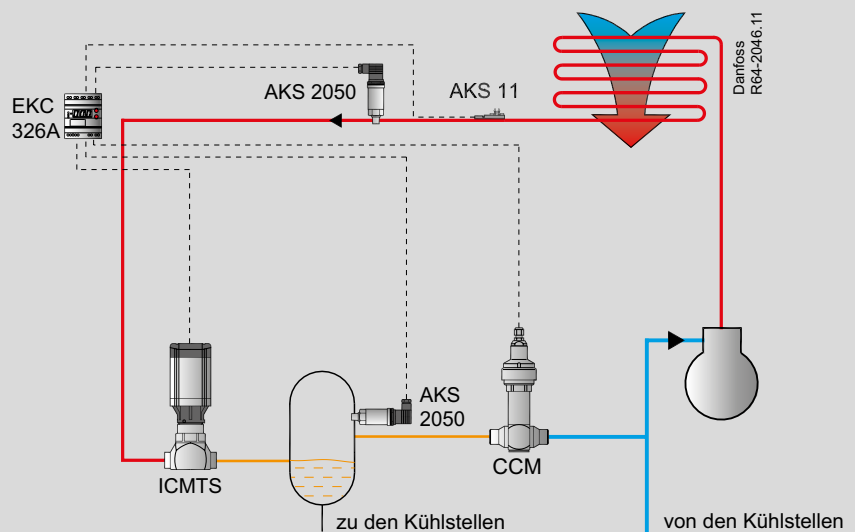 EKC
326A
AKS 2050
AKS 11
Danfoss
R64-2046.11
ICMTS
AKS
2050
CCM
zu den Kühlstellen
von den Kühlstellen